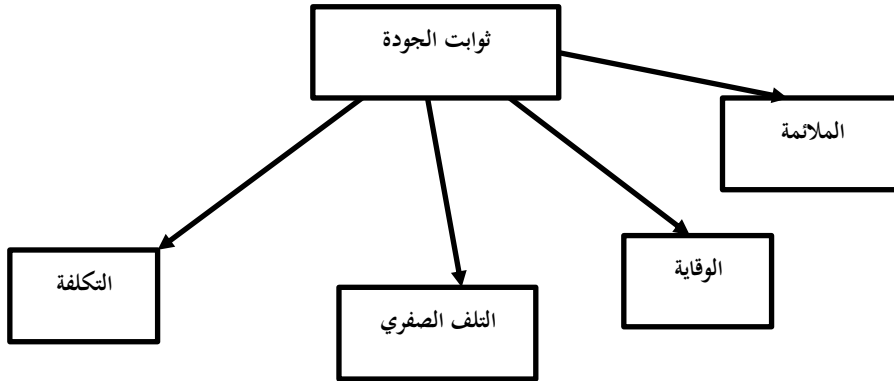 ثوابت الجودة
الملائمة
الوقاية
التلف الصفري
التكلفة